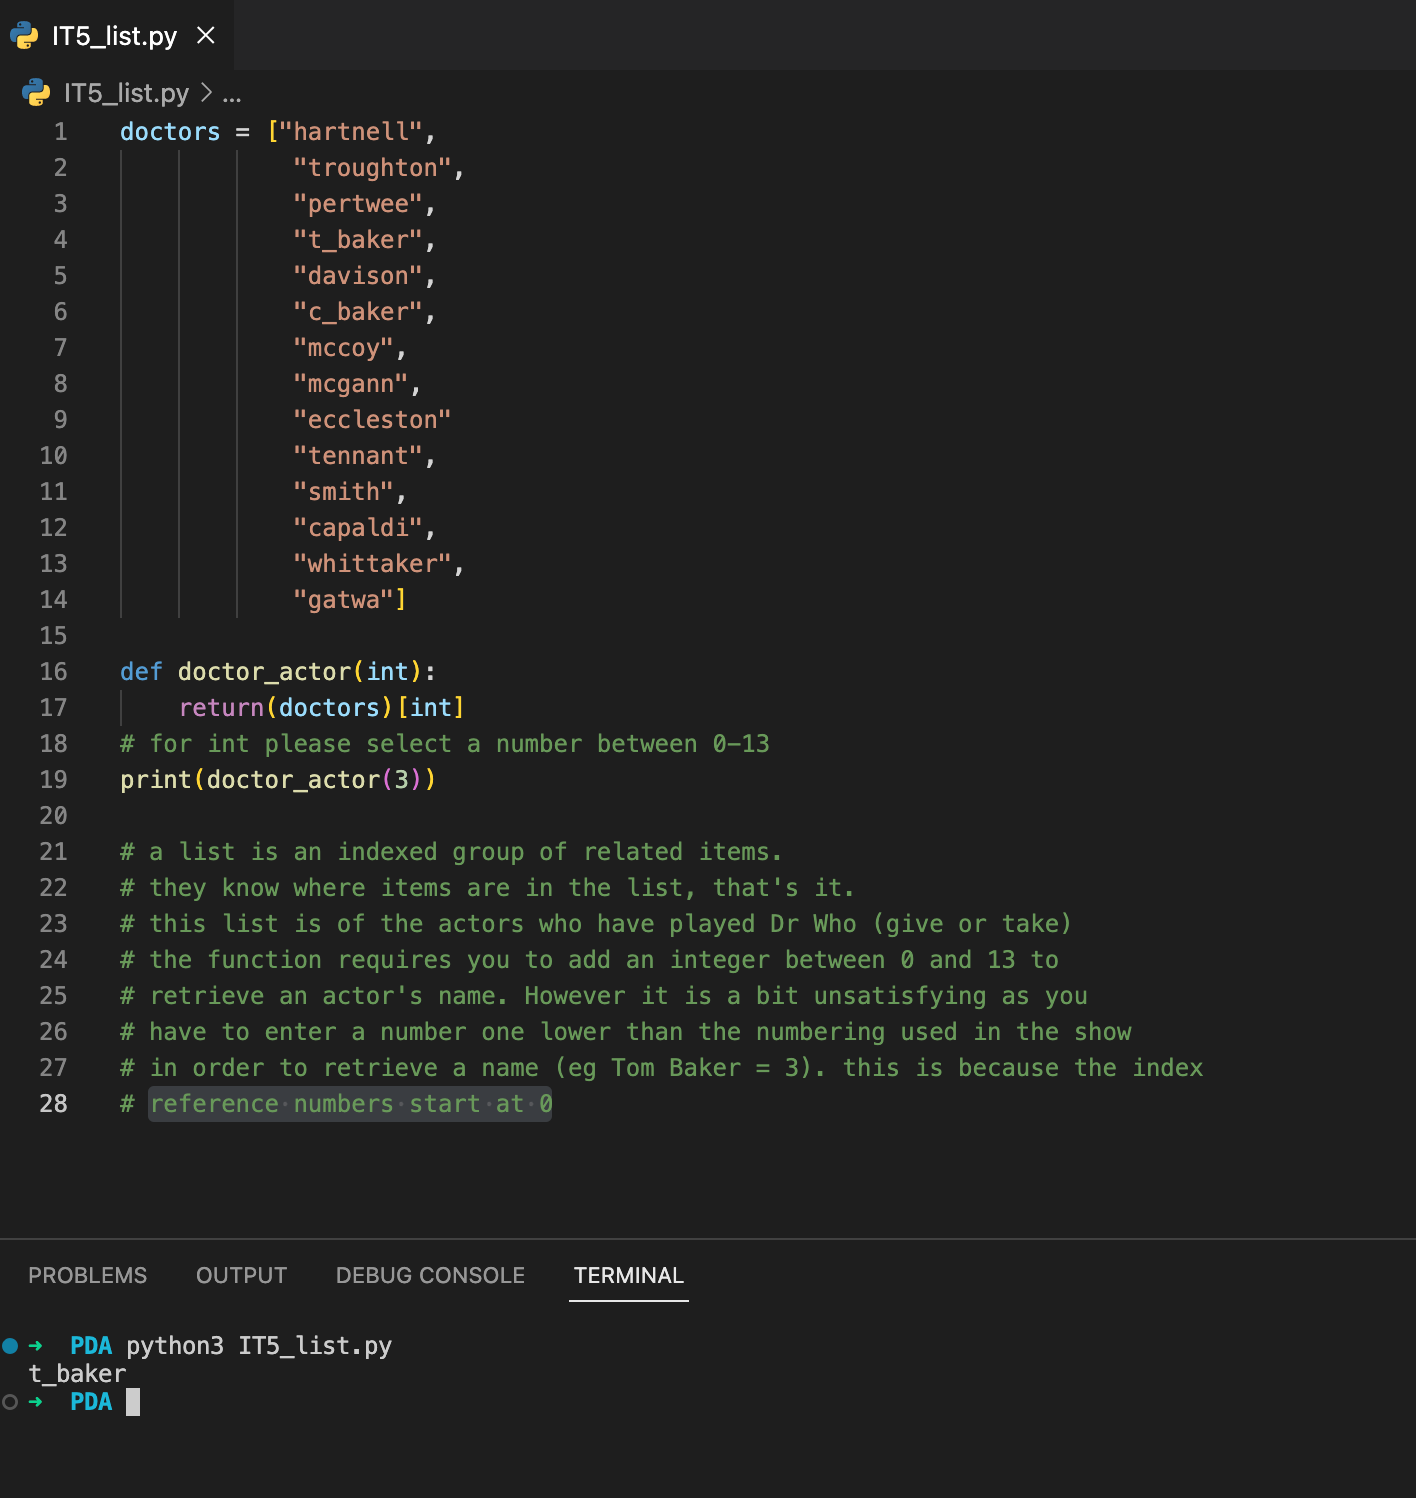 IT5_list.py
IT5_list.py > ...
1 doctors = ["hartnell",
2 "troughton",
3 "pertwee",
4 "t_baker",
5 "davison",
6 "c_baker",
7 "mccoy",
8 "mcgann",
9 "eccleston"
10 "tennant",
11 "smith",
12 "capaldi",
13 "whittaker",
14 "gatwa"]
15
16 def doctor_actor(int):
17 return(doctors)[int]
18 # for int please select a number between 0-13
19 print(doctor_actor(3))
20
21 # a list is an indexed group of related items.
22 # they know where items are in the list, that's it.
23 # this list is of the actors who have played Dr Who (give or take)
24 # the function requires you to add an integer between 0 and 13 to
25 # retrieve an actor's name. However it is a bit unsatisfying as you
26 # have to enter a number one lower than the numbering used in the show
27 # in order to retrieve a name (eg Tom Baker = 3). this is because the index
28 # reference numbers start at 0
PROBLEMS OUTPUT DEBUG CONSOLE TERMINAL
➜ PDA python3 IT5_list.py
t_baker
➜ PDA